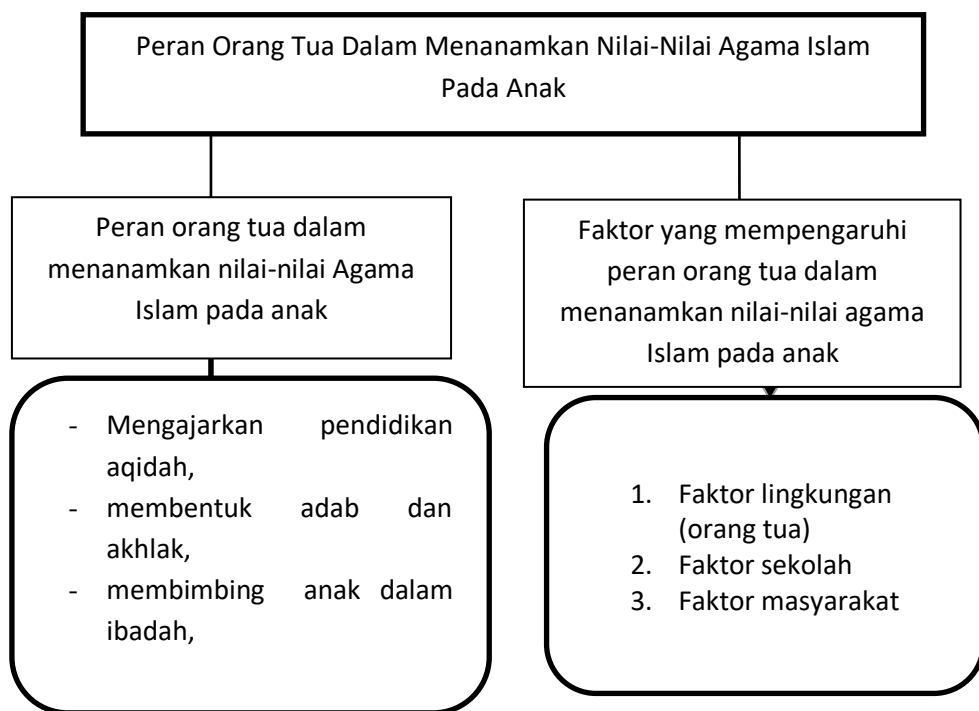 Peran Orang Tua Dalam Menanamkan Nilai-Nilai Agama Islam
Pada Anak
Peran orang tua dalam
menanamkan nilai-nilai Agama
Islam pada anak
Faktor yang mempengaruhi
peran orang tua dalam
menanamkan nilai-nilai agama
Islam pada anak
- Mengajarkan pendidikan
aqidah,
- membentuk adab dan
akhlak,
- membimbing anak dalam
ibadah,
1. Faktor lingkungan
(orang tua)
2. Faktor sekolah
3. Faktor masyarakat